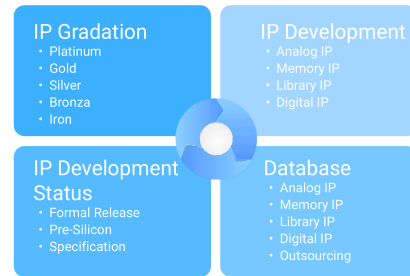 IP Gradation
• Platinum
• Gold
• Silver
• Bronza
• Iron
IP Development
• Analog IP
• Memory IP
• Library IP
• Digital IP
IP Development
Status
• Formal Release
• Pre-Silicon
• Specification
Database
• Analog IP
• Memory IP
• Library IP
• Digital IP
• Outsourcing